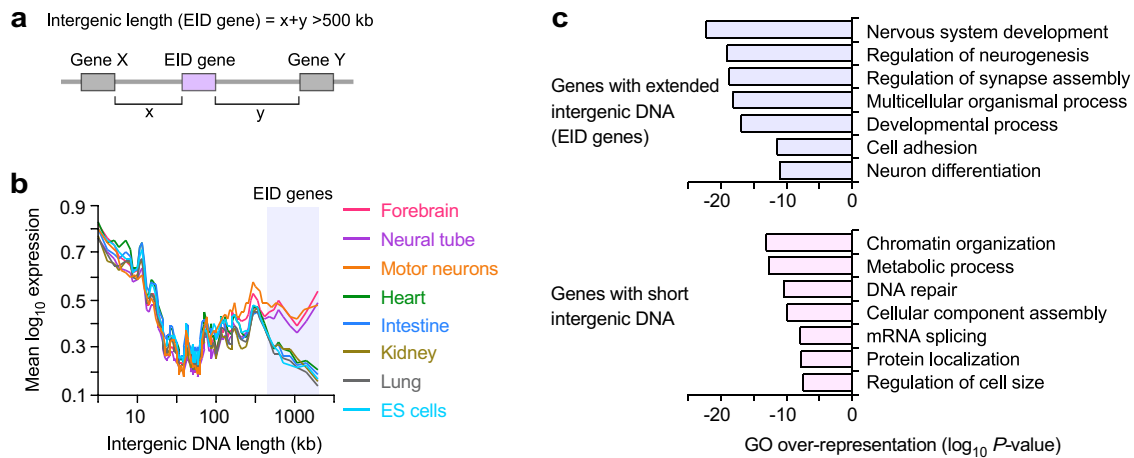 a
Intergenic length (EID gene) = x+y >500 kb
Gene X
EID gene
Gene Y
x
y
b
EID genes
Mean log10 expression
0.9
0.7
0.5
0.3
0.1
10
100
1000
Intergenic DNA length (kb)
Forebrain
Neural tube
Motor neurons
Heart
Intestine
Kidney
Lung
ES cells
c
Genes with extended
intergenic DNA
(EID genes)
Nervous system development
Regulation of neurogenesis
Regulation of synapse assembly
Multicellular organismal process
Developmental process
Cell adhesion
Neuron differentiation
-20
-10
0
Genes with short
intergenic DNA
Chromatin organization
Metabolic process
DNA repair
Cellular component assembly
mRNA splicing
Protein localization
Regulation of cell size
-20
-10
0
GO over-representation (log10 P-value)